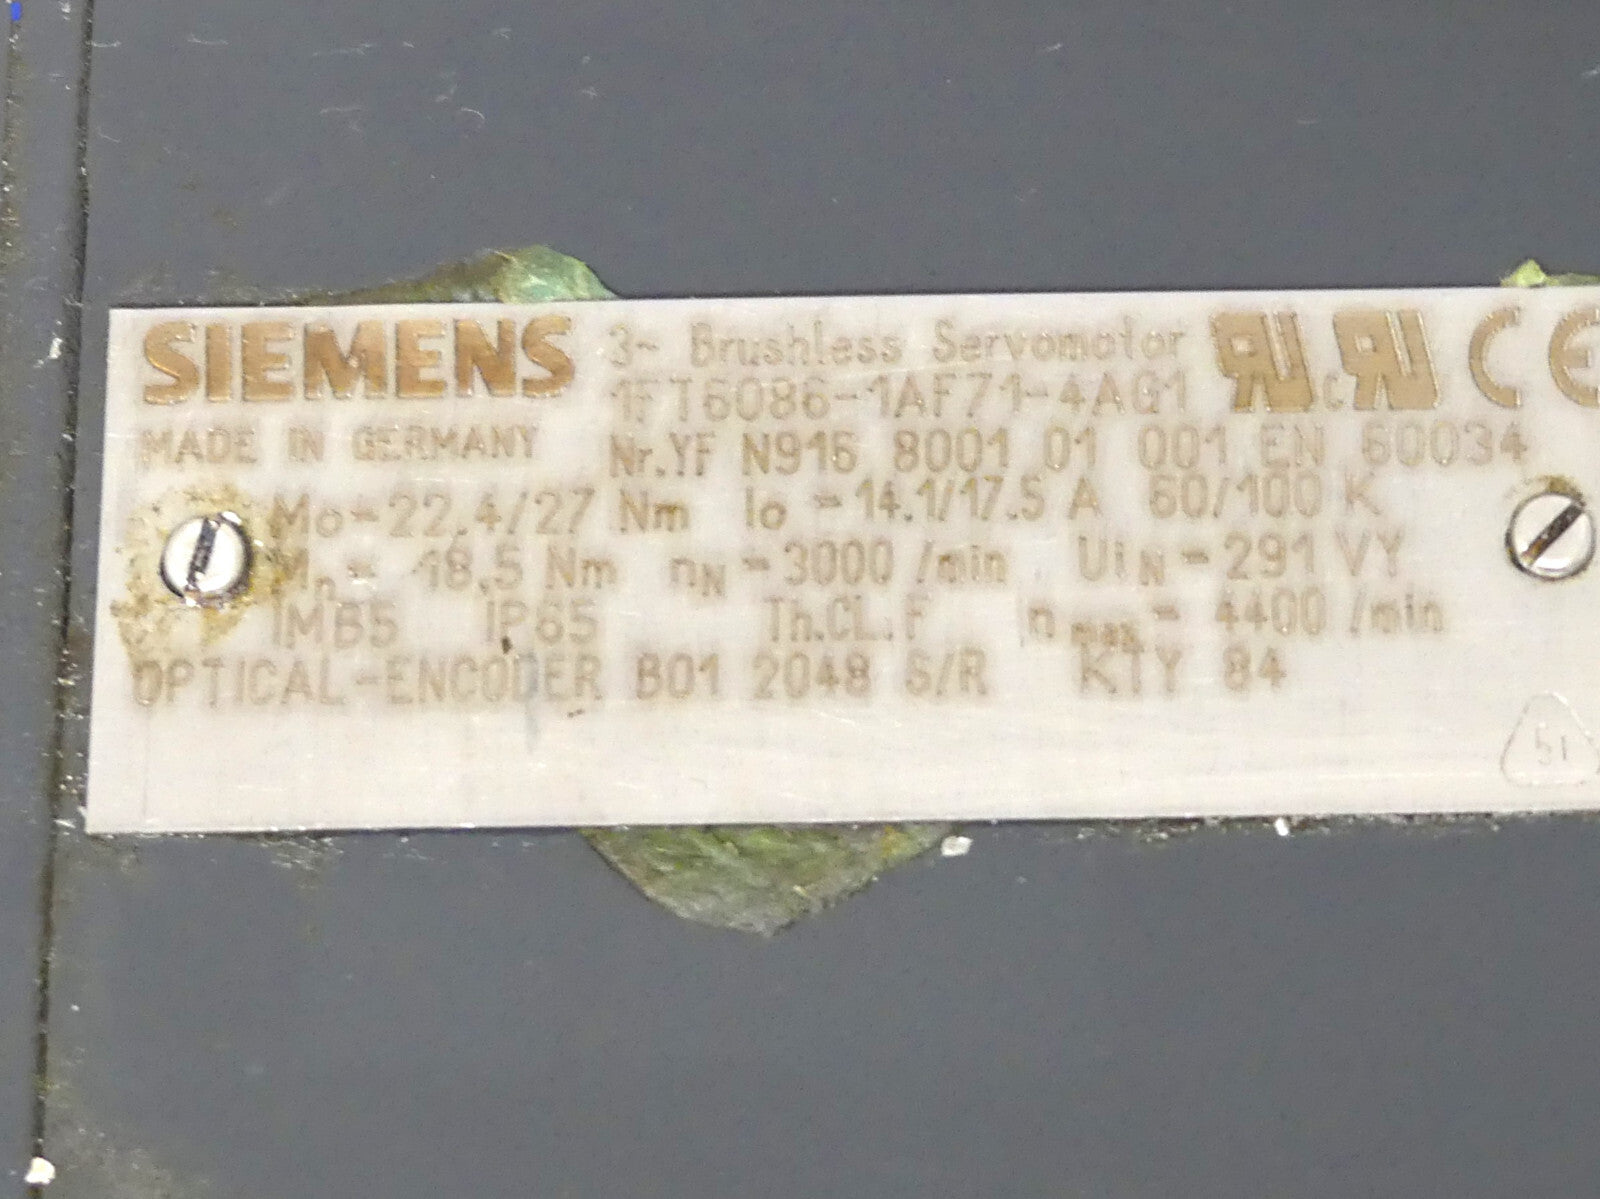 SIEMENS 3~ Brushless Servomotor
1FT6086-1AF71-4AG1
MADE IN GERMANY Nr.YF N916 8001 01 001 EN 60034
Mo=22.4/27 Nm Io=14.1/17.5 A 60/100 K
Mn= 18.5 Nm nN=3000 /min UiN=291 VY
IMB5 IP65 Th.CL.F nmax=4400 /min
OPTICAL-ENCODER B01 2048 S/R KTY 84
51